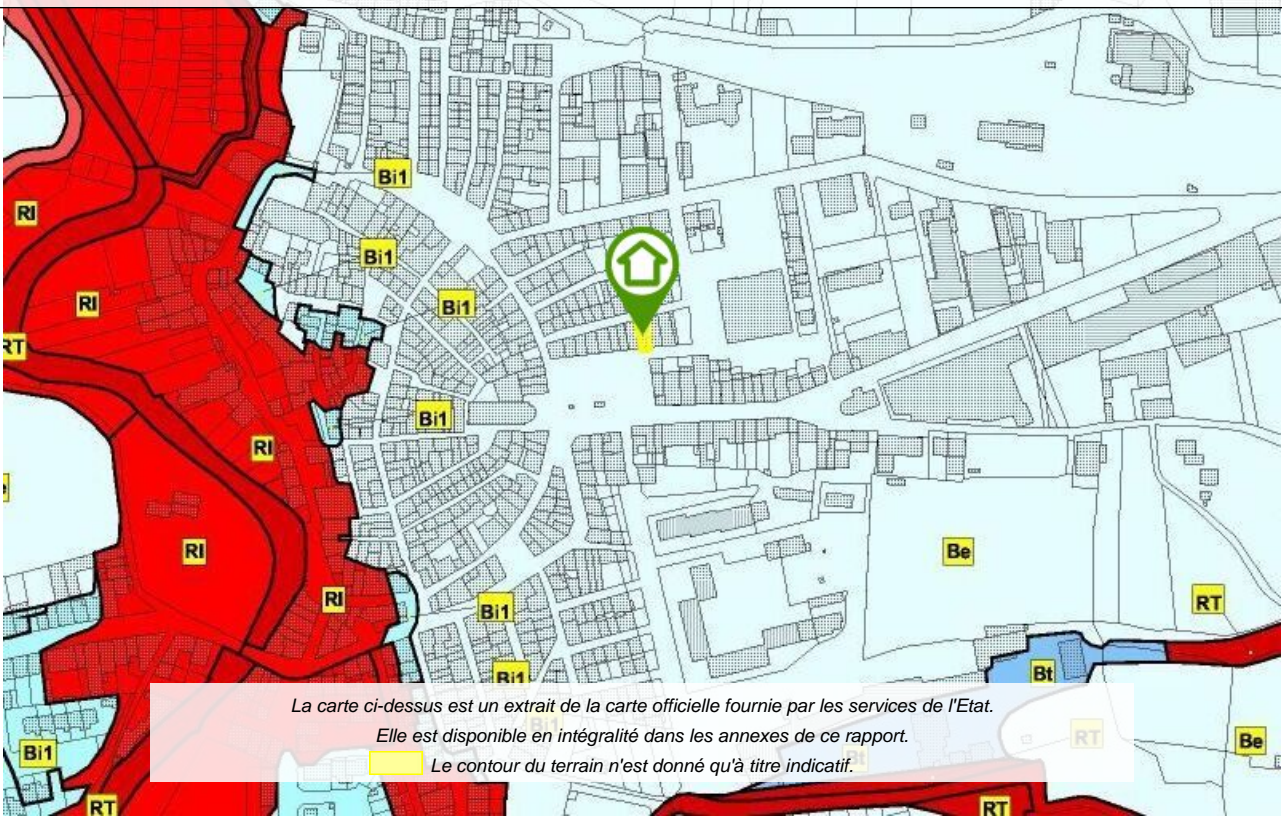 Bi1
RI
Bi1
RI
Bi1
RT
Bi1
RI
RI
Be
RI
Bi1
RT
Bt
Bi1
La carte ci-dessus est un extrait de la carte officielle fournie par les services de l'Etat.
Bi1
Elle est disponible en intégralité dans les annexes de ce rapport.
RT
Be
Bi1
Bt
Le contour du terrain n'est donné qu'à titre indicatif.
RT
RT